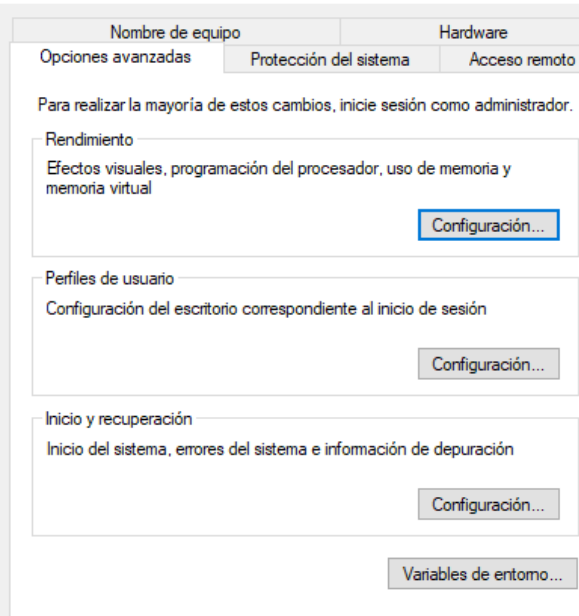 Nombre de equipo
Hardware
Opciones avanzadas
Protección del sistema
Acceso remoto
Para realizar la mayoría de estos cambios, inicie sesión como administrador.
Rendimiento
Efectos visuales, programación del procesador, uso de memoria y
memoria virtual
Configuración...
Perfiles de usuario
Configuración del escritorio correspondiente al inicio de sesión
Configuración...
Inicio y recuperación
Inicio del sistema, errores del sistema e información de depuración
Configuración...
Variables de entorno...